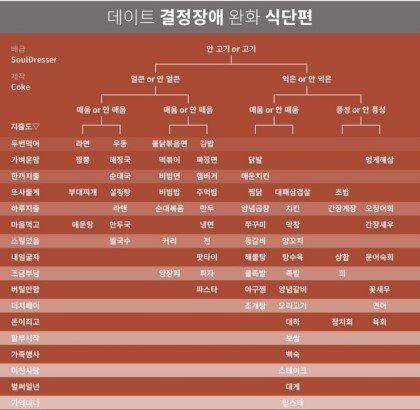 데이트 결정장애 완화 식단편
배급
SoulDresser
제작
Coke
안 고기 or 고기
얼큰 or 안 얼큰 익은 or 안 익은
매움 or 안 매움 매움 or 안 매움 매움 or 안 매움 풍성 or 안 풍성
지출도▽
두번먹어 라면 우동 불닭볶음면 김밥
가벼운맘 짬뽕 해장국 떡볶이 짜장면 닭발 멍게해삼
한끼지출 순대국 비빔면 햄버거 매운치킨
또사줄게 부대찌개 설렁탕 비빔밥 주먹밥 찜닭 대패삼겹살 초밥
하루지출 라멘 순대볶음 만두 양념곱창 치킨 간장게장 오징어회
마음먹고 매운탕 만두국 냉면 쭈꾸미 막창 간장새우
스릴있음 쌀국수 커리 전 등갈비 양꼬치
내일굶자 팟타이 해물탕 탕수육 삼합 문어숙회
조금부담 양장피 피자 불족발 족발 회
버틸만함 파스타 아구찜 양념갈비 꽃새우
더치페이 조개탕 오리고기 연어
돈이최고 대하 참치회 육회
할부시작 보쌈
가족행사 백숙
미친사랑 스테이크
벌써일년 대게
기억나니 랍스타